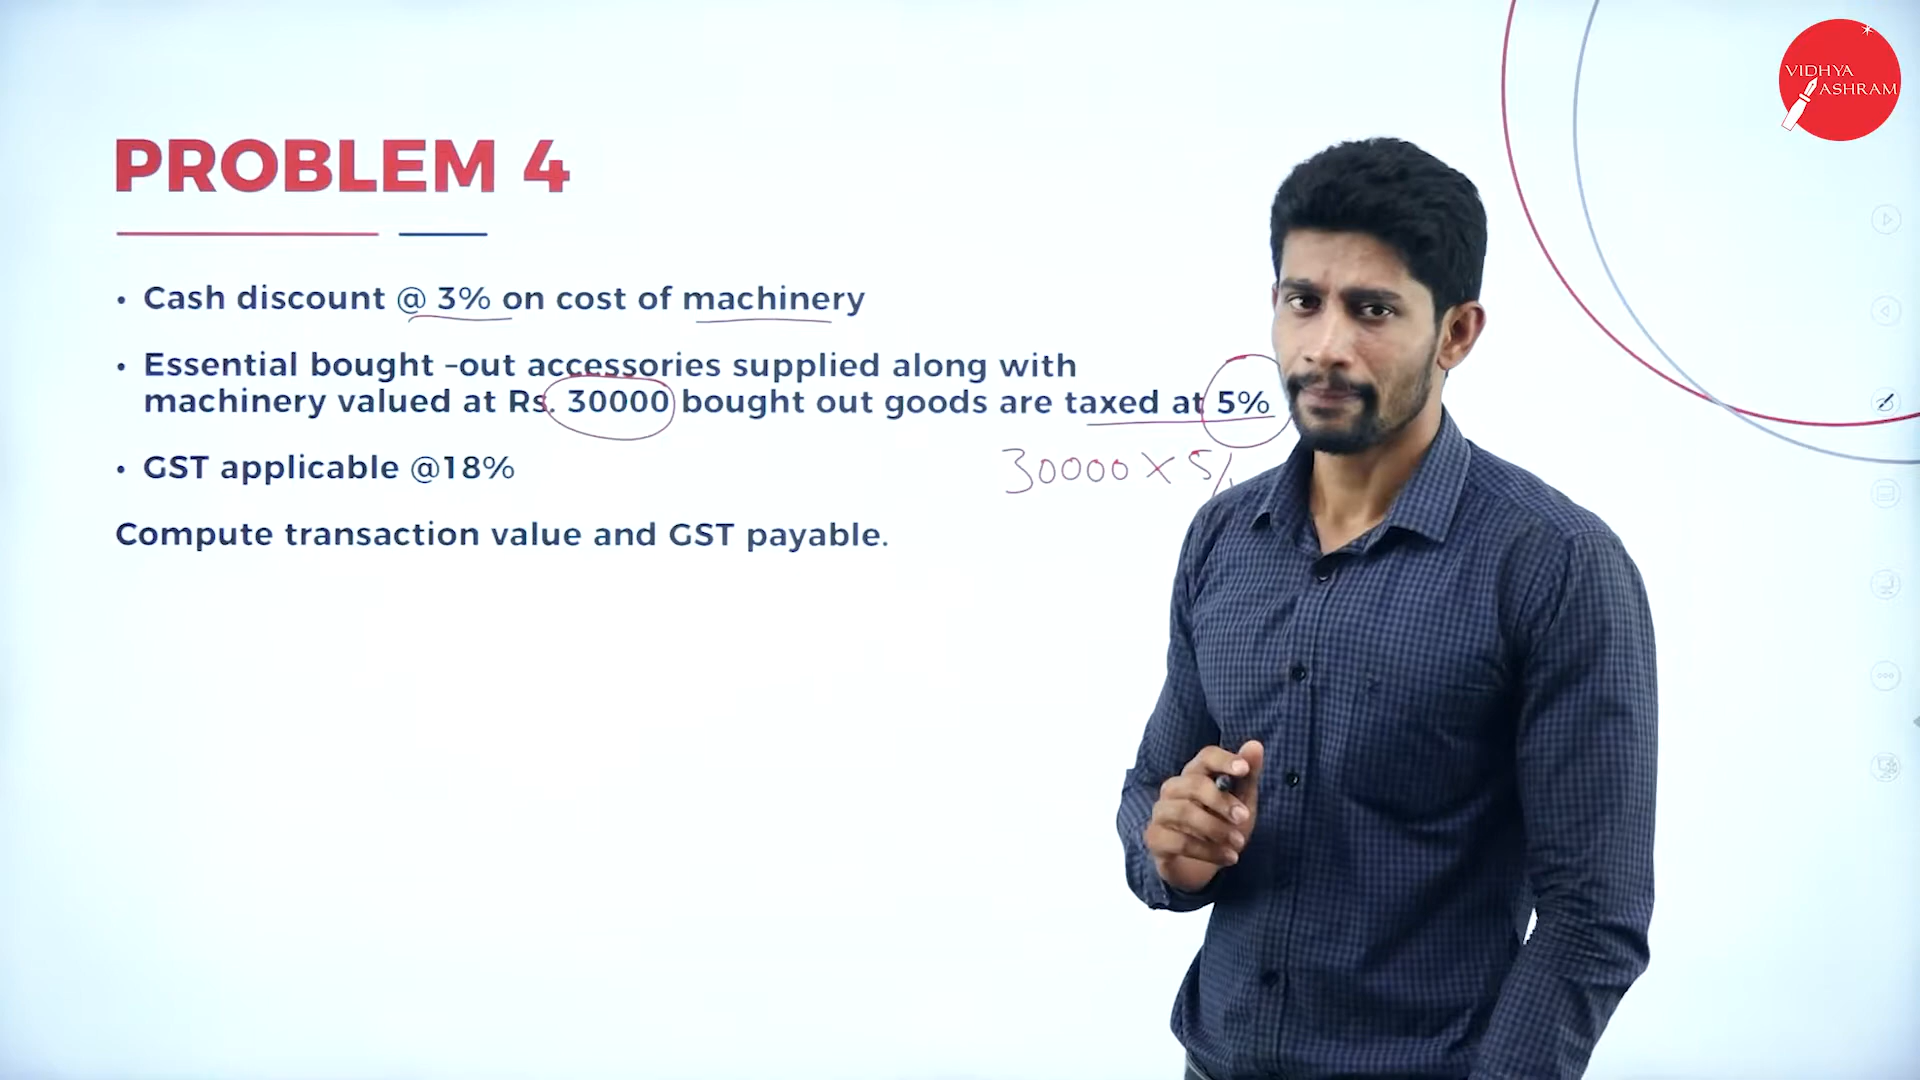 VIDHYA
ASHRAM
PROBLEM 4
• Cash discount @ 3% on cost of machinery
• Essential bought –out accessories supplied along with
machinery valued at Rs. 30000 bought out goods are taxed at 5%
30000 X 5/
• GST applicable @18%
Compute transaction value and GST payable.